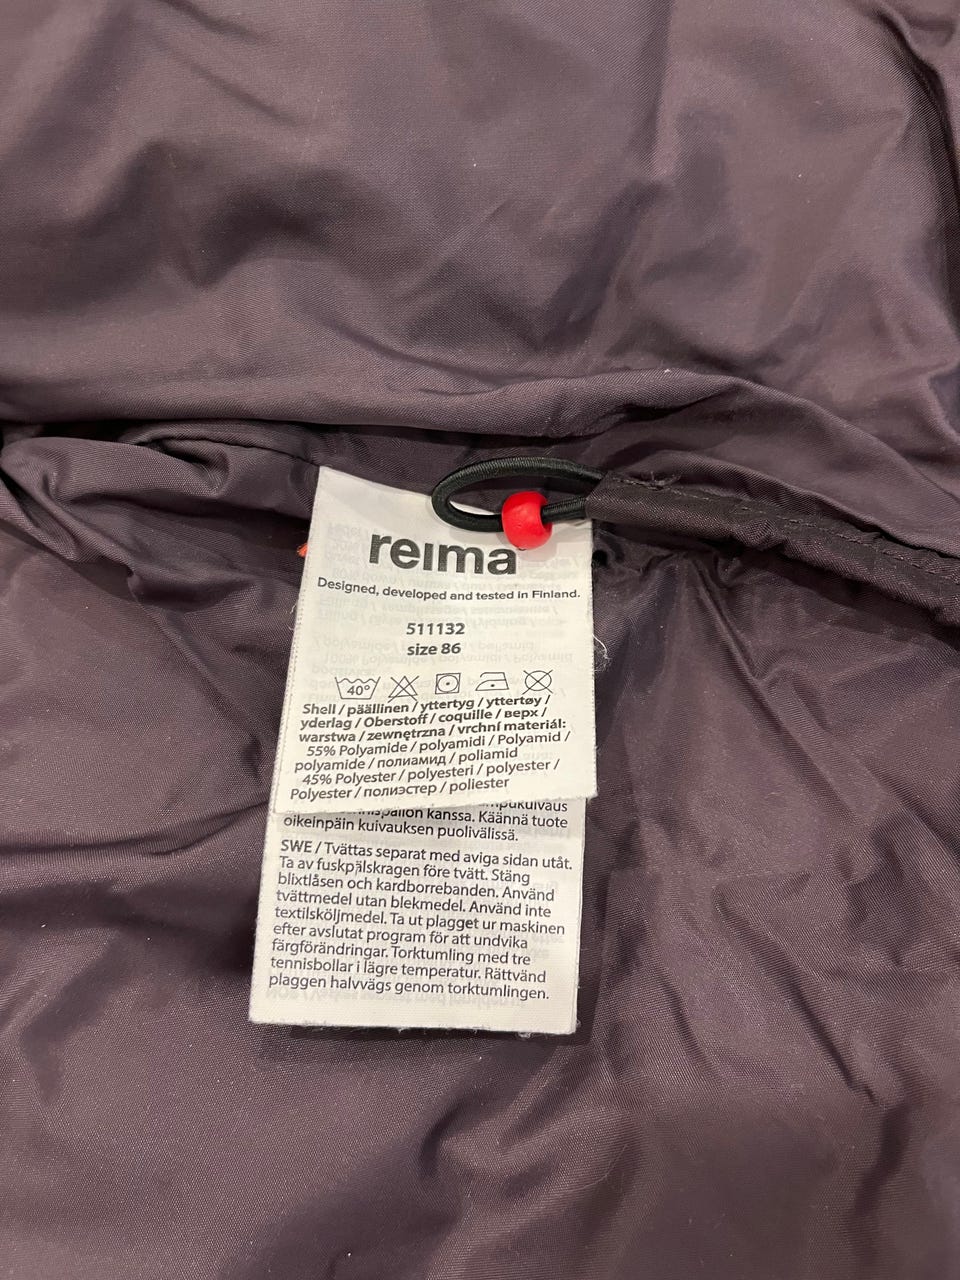 reima
Designed, developed and tested in Finland.
511132
size 86
40°
Shell / päällinen / yttertyg / yttertøy /
yderlag / Oberstoff / coquille / верх /
warstwa / zewnętrzna / vrchní materiál:
55% Polyamide / polyamidi / Polyamid /
polyamide / полиамид / poliamid
45% Polyester / polyesteri / polyester /
Polyester / полиэстер / poliester
kanssa. Käännä tuote
oikeinpäin kuivauksen puolivälissä.
SWE / Tvättas separat med aviga sidan utåt.
Ta av fuskpjälskragen före tvätt. Stäng
blixtlåsen och kardborrebanden. Använd
tvättmedel utan blekmedel. Använd inte
textilsköljmedel. Ta ut plagget ur maskinen
efter avslutat program för att undvika
färgförändringar. Torktumling med tre
tennisbollar i lägre temperatur. Rättvänd
plaggen halvvägs genom torktumlingen.